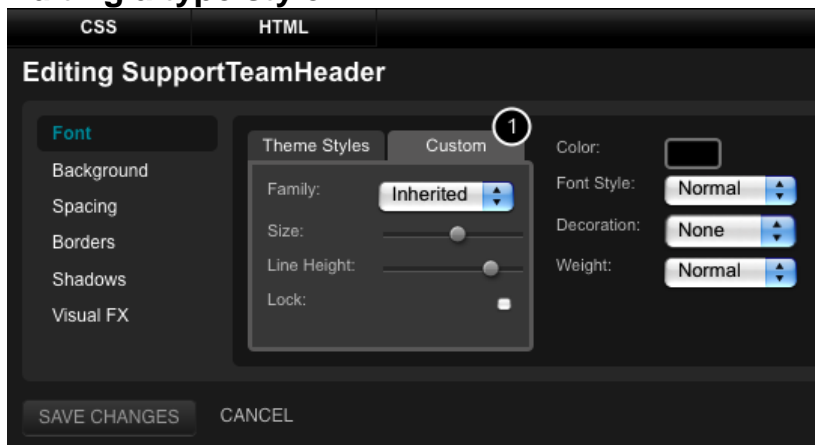 CSS HTML
Editing SupportTeamHeader
Font
Background
Spacing
Borders
Shadows
Visual FX
Theme Styles Custom 1
Family: Inherited
Size:
Line Height:
Lock:
Color:
Font Style: Normal
Decoration: None
Weight: Normal
SAVE CHANGES CANCEL